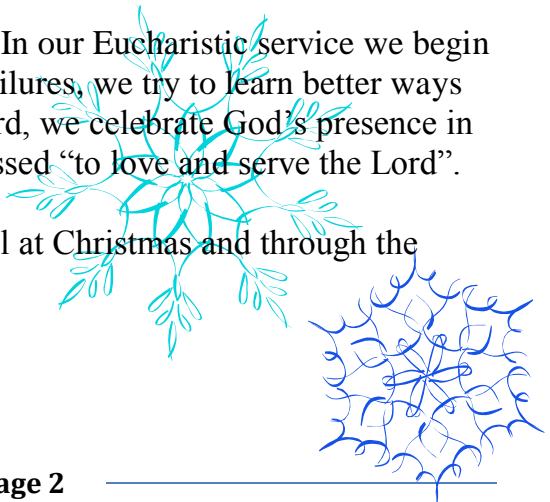 In our Eucharistic service we begin
ilures, we try to learn better ways
rd, we celebrate God’s presence in
ssed “to love and serve the Lord”.
l at Christmas and through the
age 2